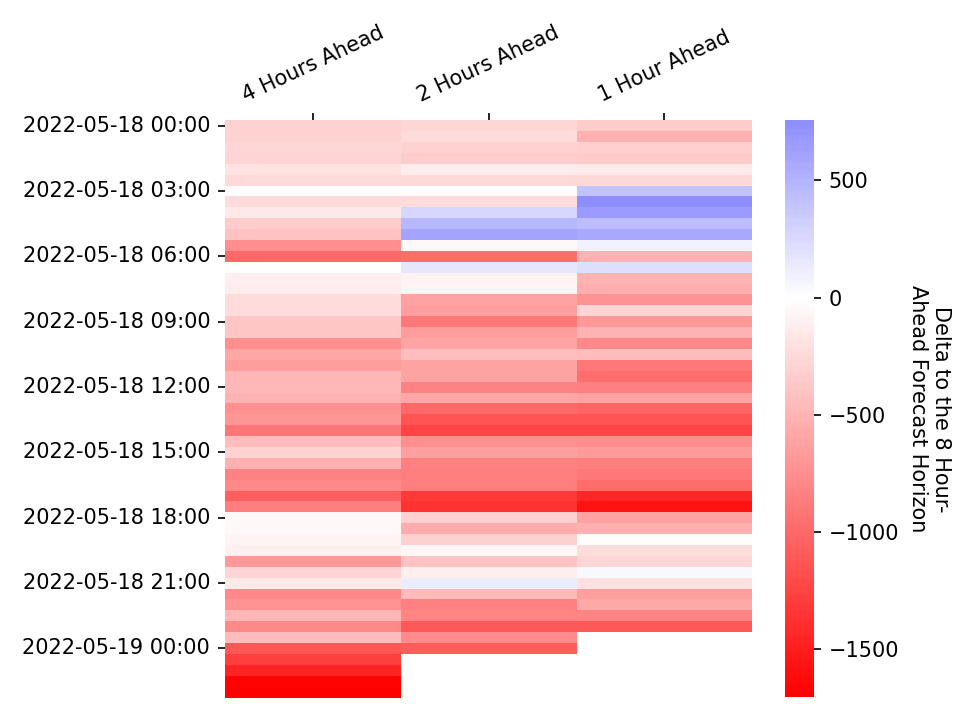 4 Hours Ahead
2 Hours Ahead
1 Hour Ahead
2022-05-18 00:00
2022-05-18 03:00
2022-05-18 06:00
2022-05-18 09:00
2022-05-18 12:00
2022-05-18 15:00
2022-05-18 18:00
2022-05-18 21:00
2022-05-19 00:00
500
0
−500
−1000
−1500
Delta to the 8 Hour-
Ahead Forecast Horizon